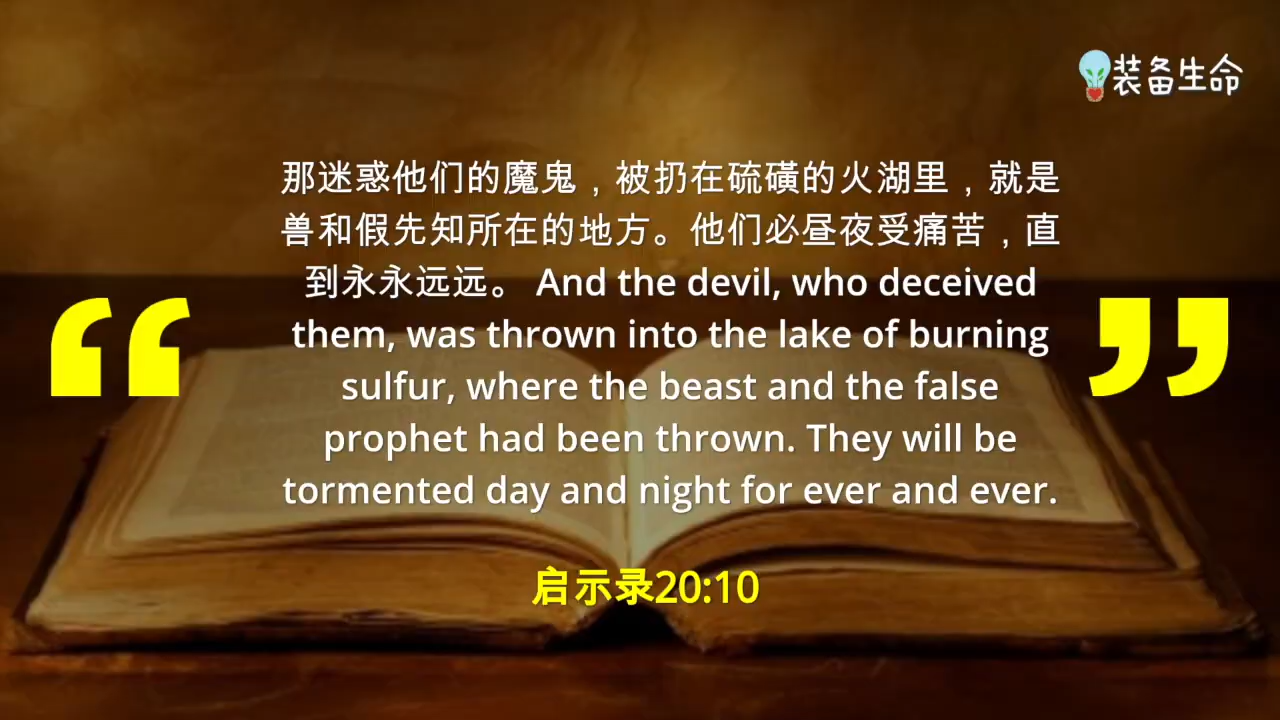 装备生命
那迷惑他们的魔鬼，被扔在硫磺的火湖里，就是
兽和假先知所在的地方。他们必昼夜受痛苦，直
到永永远远。 And the devil, who deceived
them, was thrown into the lake of burning
sulfur, where the beast and the false
prophet had been thrown. They will be
tormented day and night for ever and ever.
启示录20:10